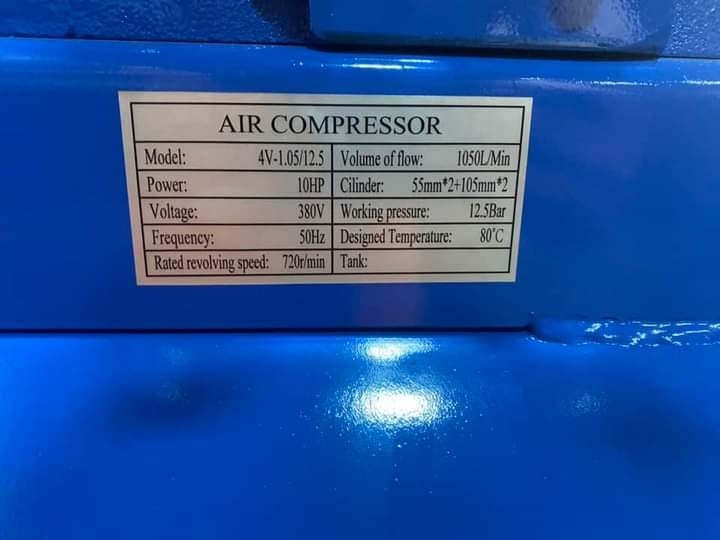 AIR COMPRESSOR
Model: 4V-1.05/12.5 Volume of flow: 1050L/Min
Power: 10HP Cilinder: 55mm*2+105mm*2
Voltage: 380V Working pressure: 12.5Bar
Frequency: 50Hz Designed Temperature: 80°C
Rated revolving speed: 720r/min Tank: